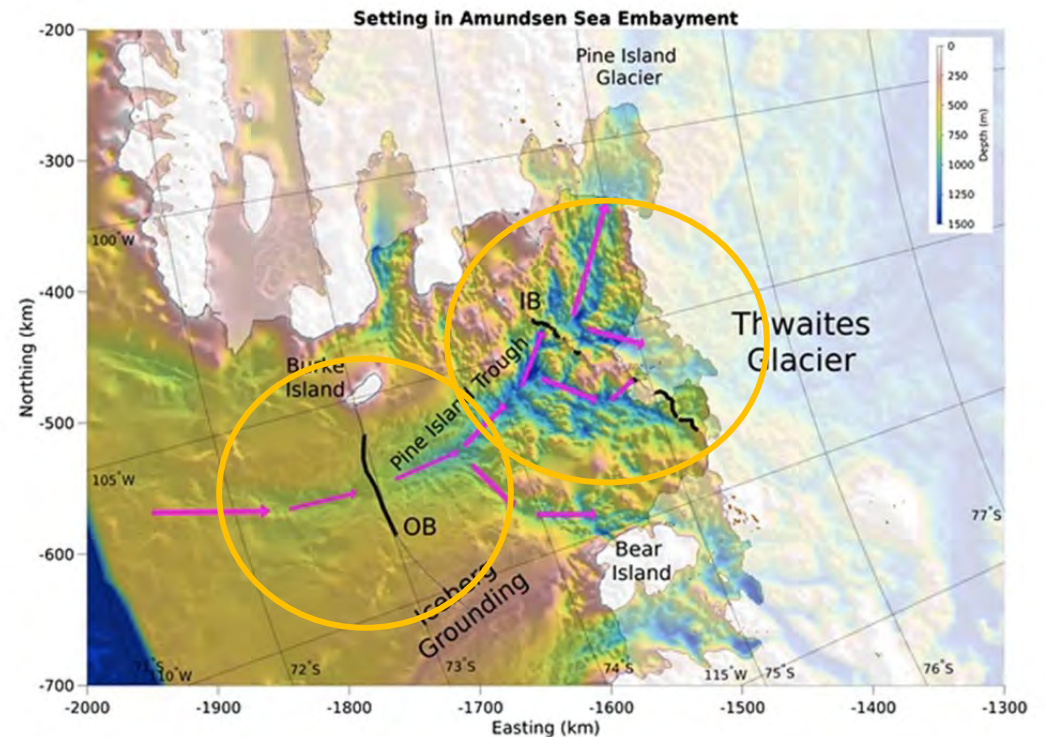 Setting in Amundsen Sea Embayment
-200
-300
-400
-500
-600
-700
Northing (km)
Pine Island
Glacier
0
250
500
750
1000
1250
1500
Depth (m)
100°W
IB
Thwaites
Glacier
Burke
Island
Pine Island Trough
105°W
OB
77°S
Bear
Island
Iceberg
Grounding
71°S
110°W
72°S
73°S
74°S
115°W
75°S
76°S
-2000
-1900
-1800
-1700
-1600
-1500
-1400
-1300
Easting (km)